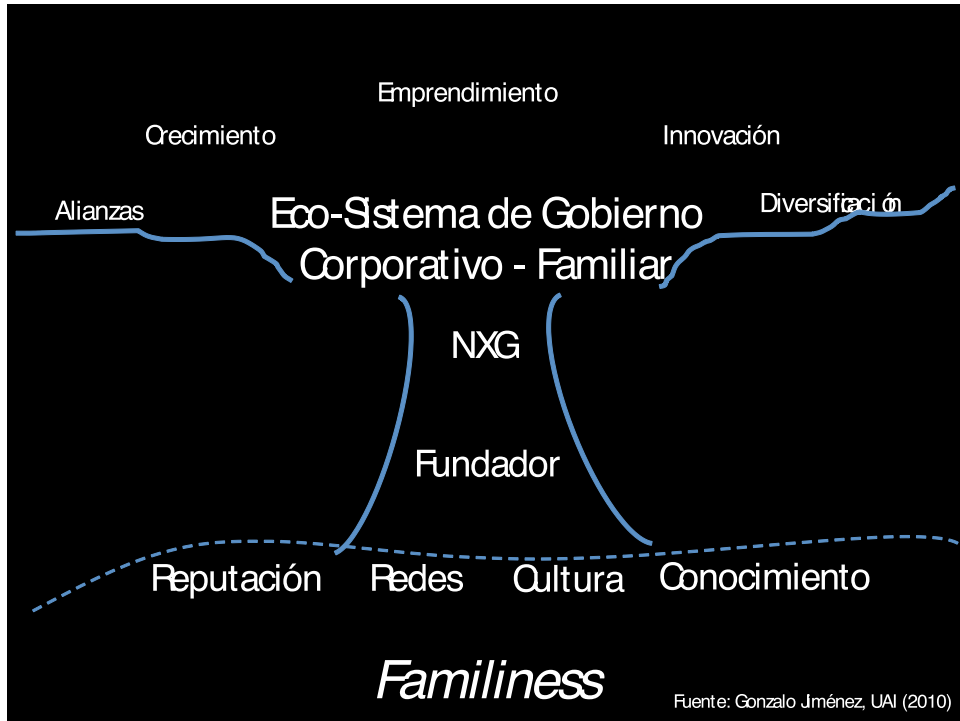 Emprendimiento
Crecimiento
Innovación
Alianzas
Diversificación
Eco-Sistema de Gobierno
Corporativo - Familiar
NXG
Fundador
Reputación
Redes
Cultura
Conocimiento
Familiness
Fuente: Gonzalo Jiménez, UAI (2010)